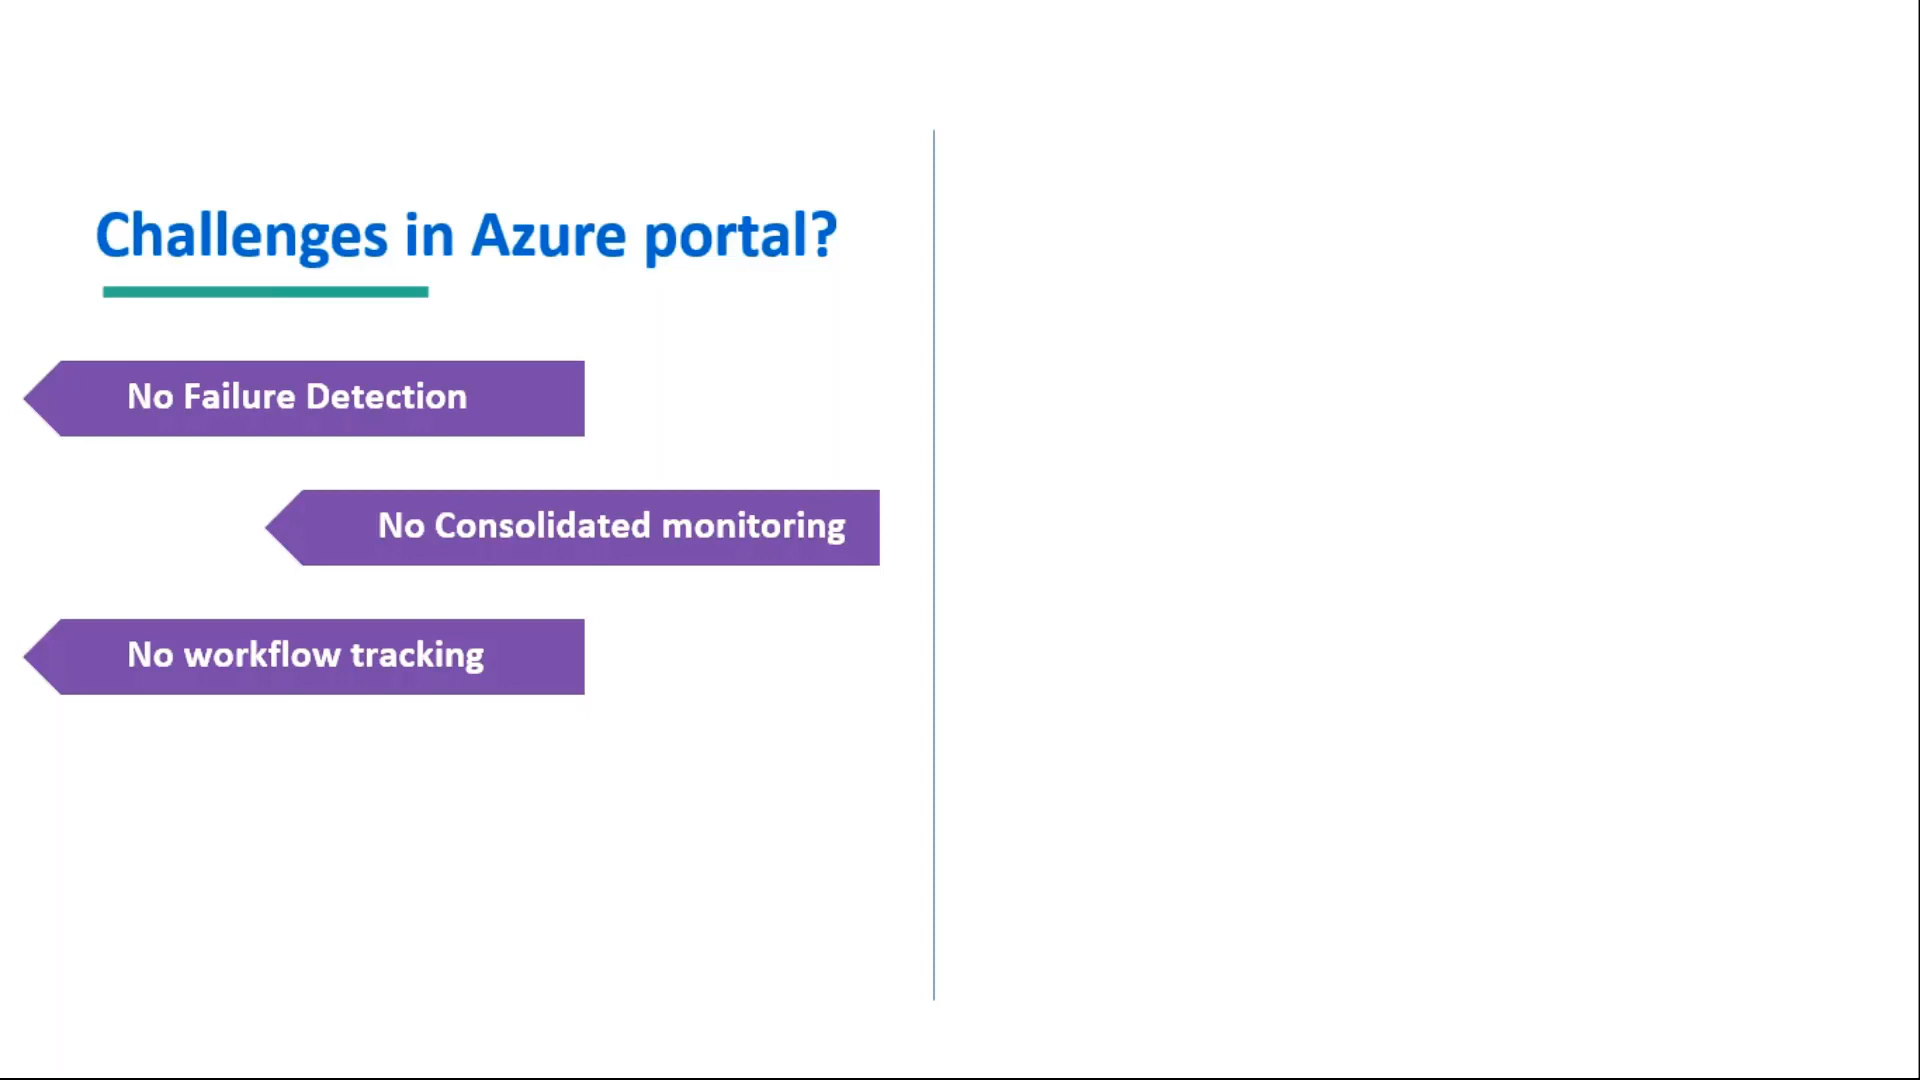 Challenges in Azure portal?
No Failure Detection
No Consolidated monitoring
No workflow tracking